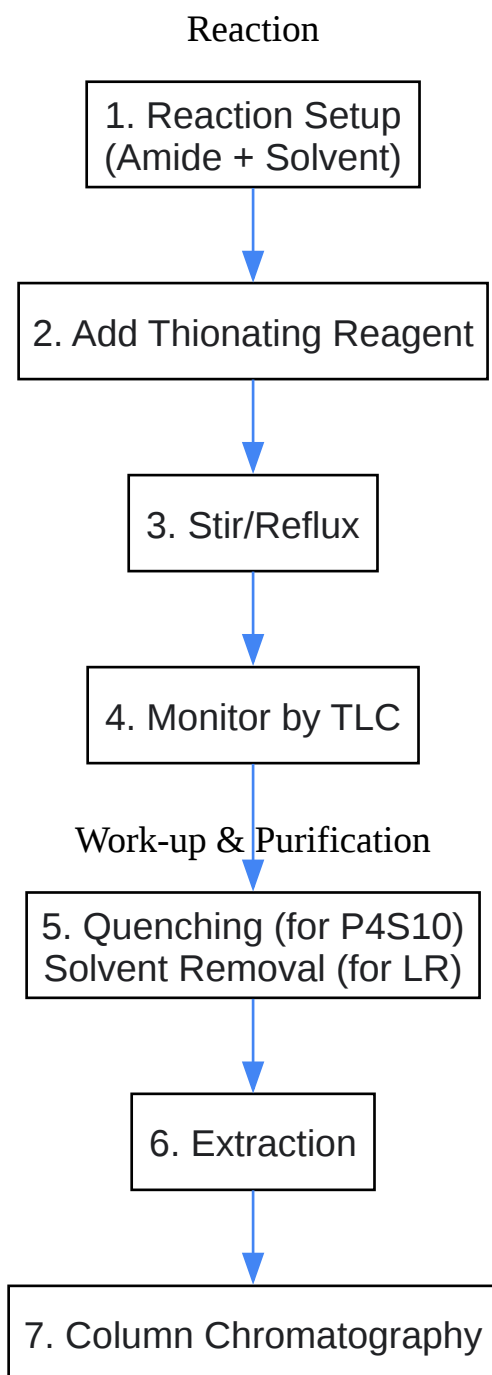 Reaction
1. Reaction Setup
(Amide + Solvent)
2. Add Thionating Reagent
3. Stir/Reflux
4. Monitor by TLC
Work-up & Purification
5. Quenching (for P4S10)
Solvent Removal (for LR)
6. Extraction
7. Column Chromatography